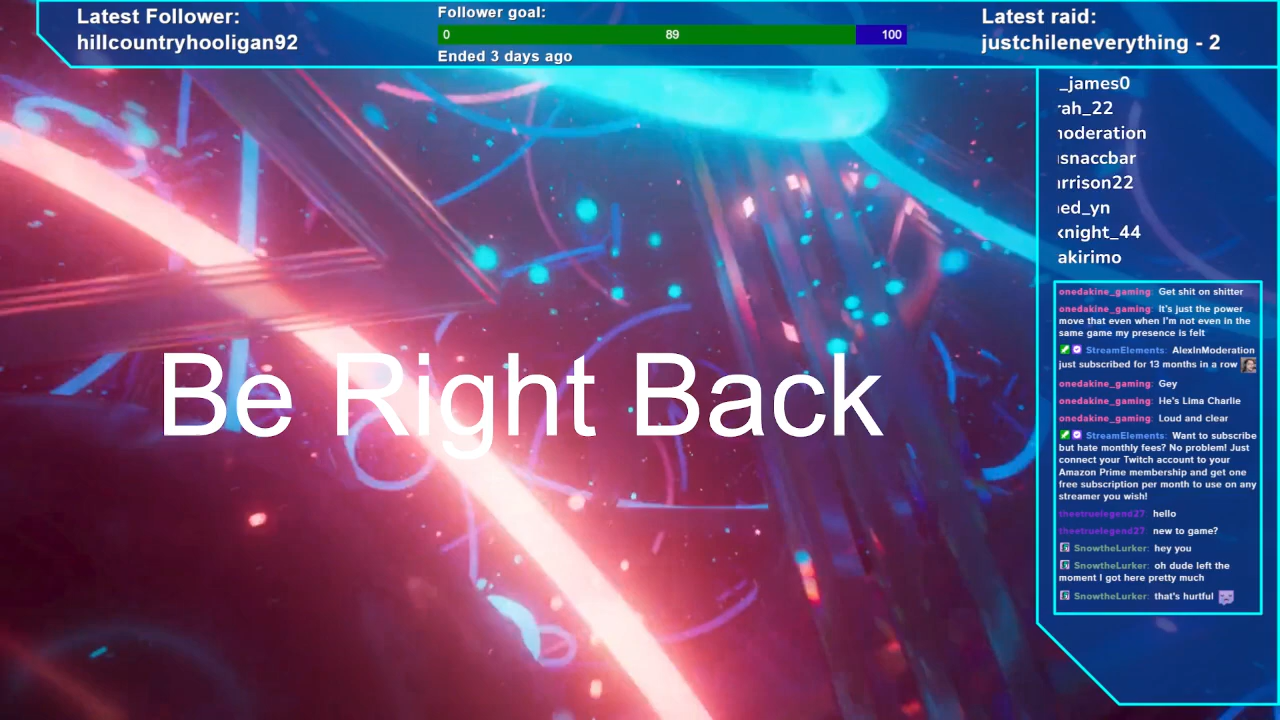 Latest Follower:
hillcountryhooligan92
Follower goal:
0 89 100
Ended 3 days ago
Latest raid:
justchileneverything - 2
_james0
rah_22
moderation
snaccbar
arrison22
ned_yn
knight_44
akirimo
Be Right Back
onedakine_gaming: Get shit on shitter
onedakine_gaming: It's just the power
move that even when I'm not even in the
same game my presence is felt
StreamElements: AlexInModeration
just subscribed for 13 months in a row
onedakine_gaming: Gey
onedakine_gaming: He's Lima Charlie
onedakine_gaming: Loud and clear
StreamElements: Want to subscribe
but hate monthly fees? No problem! Just
connect your Twitch account to your
Amazon Prime membership and get one
free subscription per month to use on any
streamer you wish!
theetruelegend27: hello
theetruelegend27: new to game?
SnowtheLurker: hey you
SnowtheLurker: oh dude left the
moment I got here pretty much
SnowtheLurker: that's hurtful